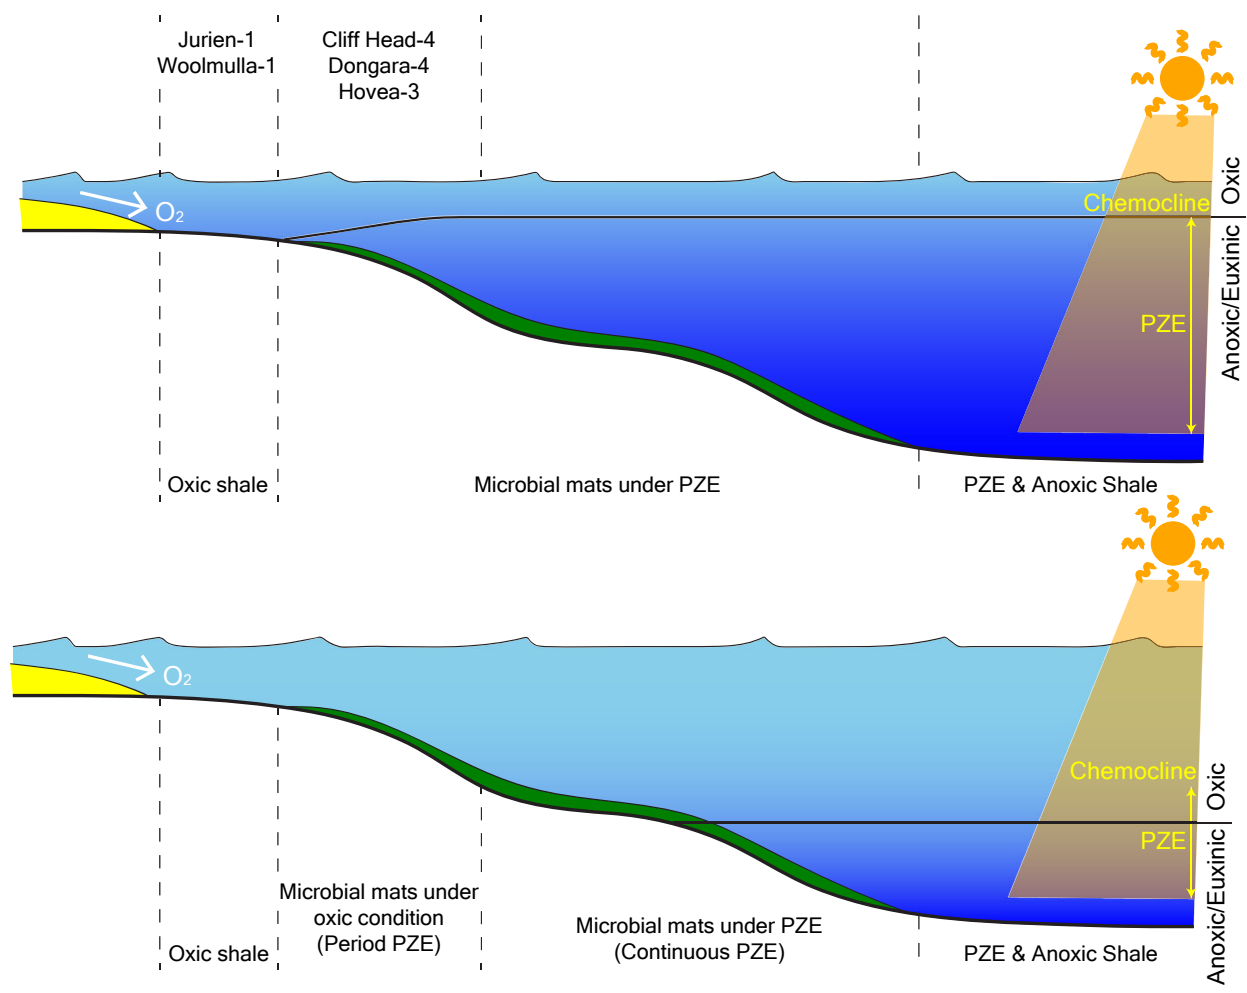 Jurien-1
Woolmulla-1
Cliff Head-4
Dongara-4
Hovea-3
O2
Chemocline
Oxic
PZE
Anoxic/Euxinic
Oxic shale
Microbial mats under PZE
PZE & Anoxic Shale
O2
Chemocline
Oxic
PZE
Anoxic/Euxinic
Microbial mats under
oxic condition
(Period PZE)
Microbial mats under PZE
(Continuous PZE)
Oxic shale
PZE & Anoxic Shale